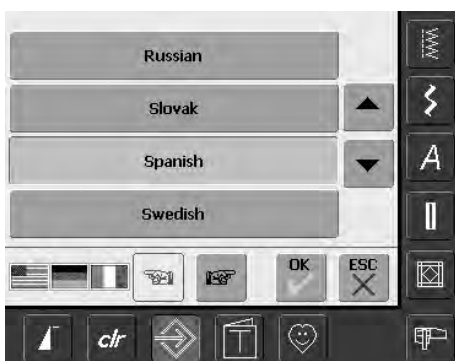 Russian
Slovak
Spanish
Swedish
OK
ESC
A
clr
T